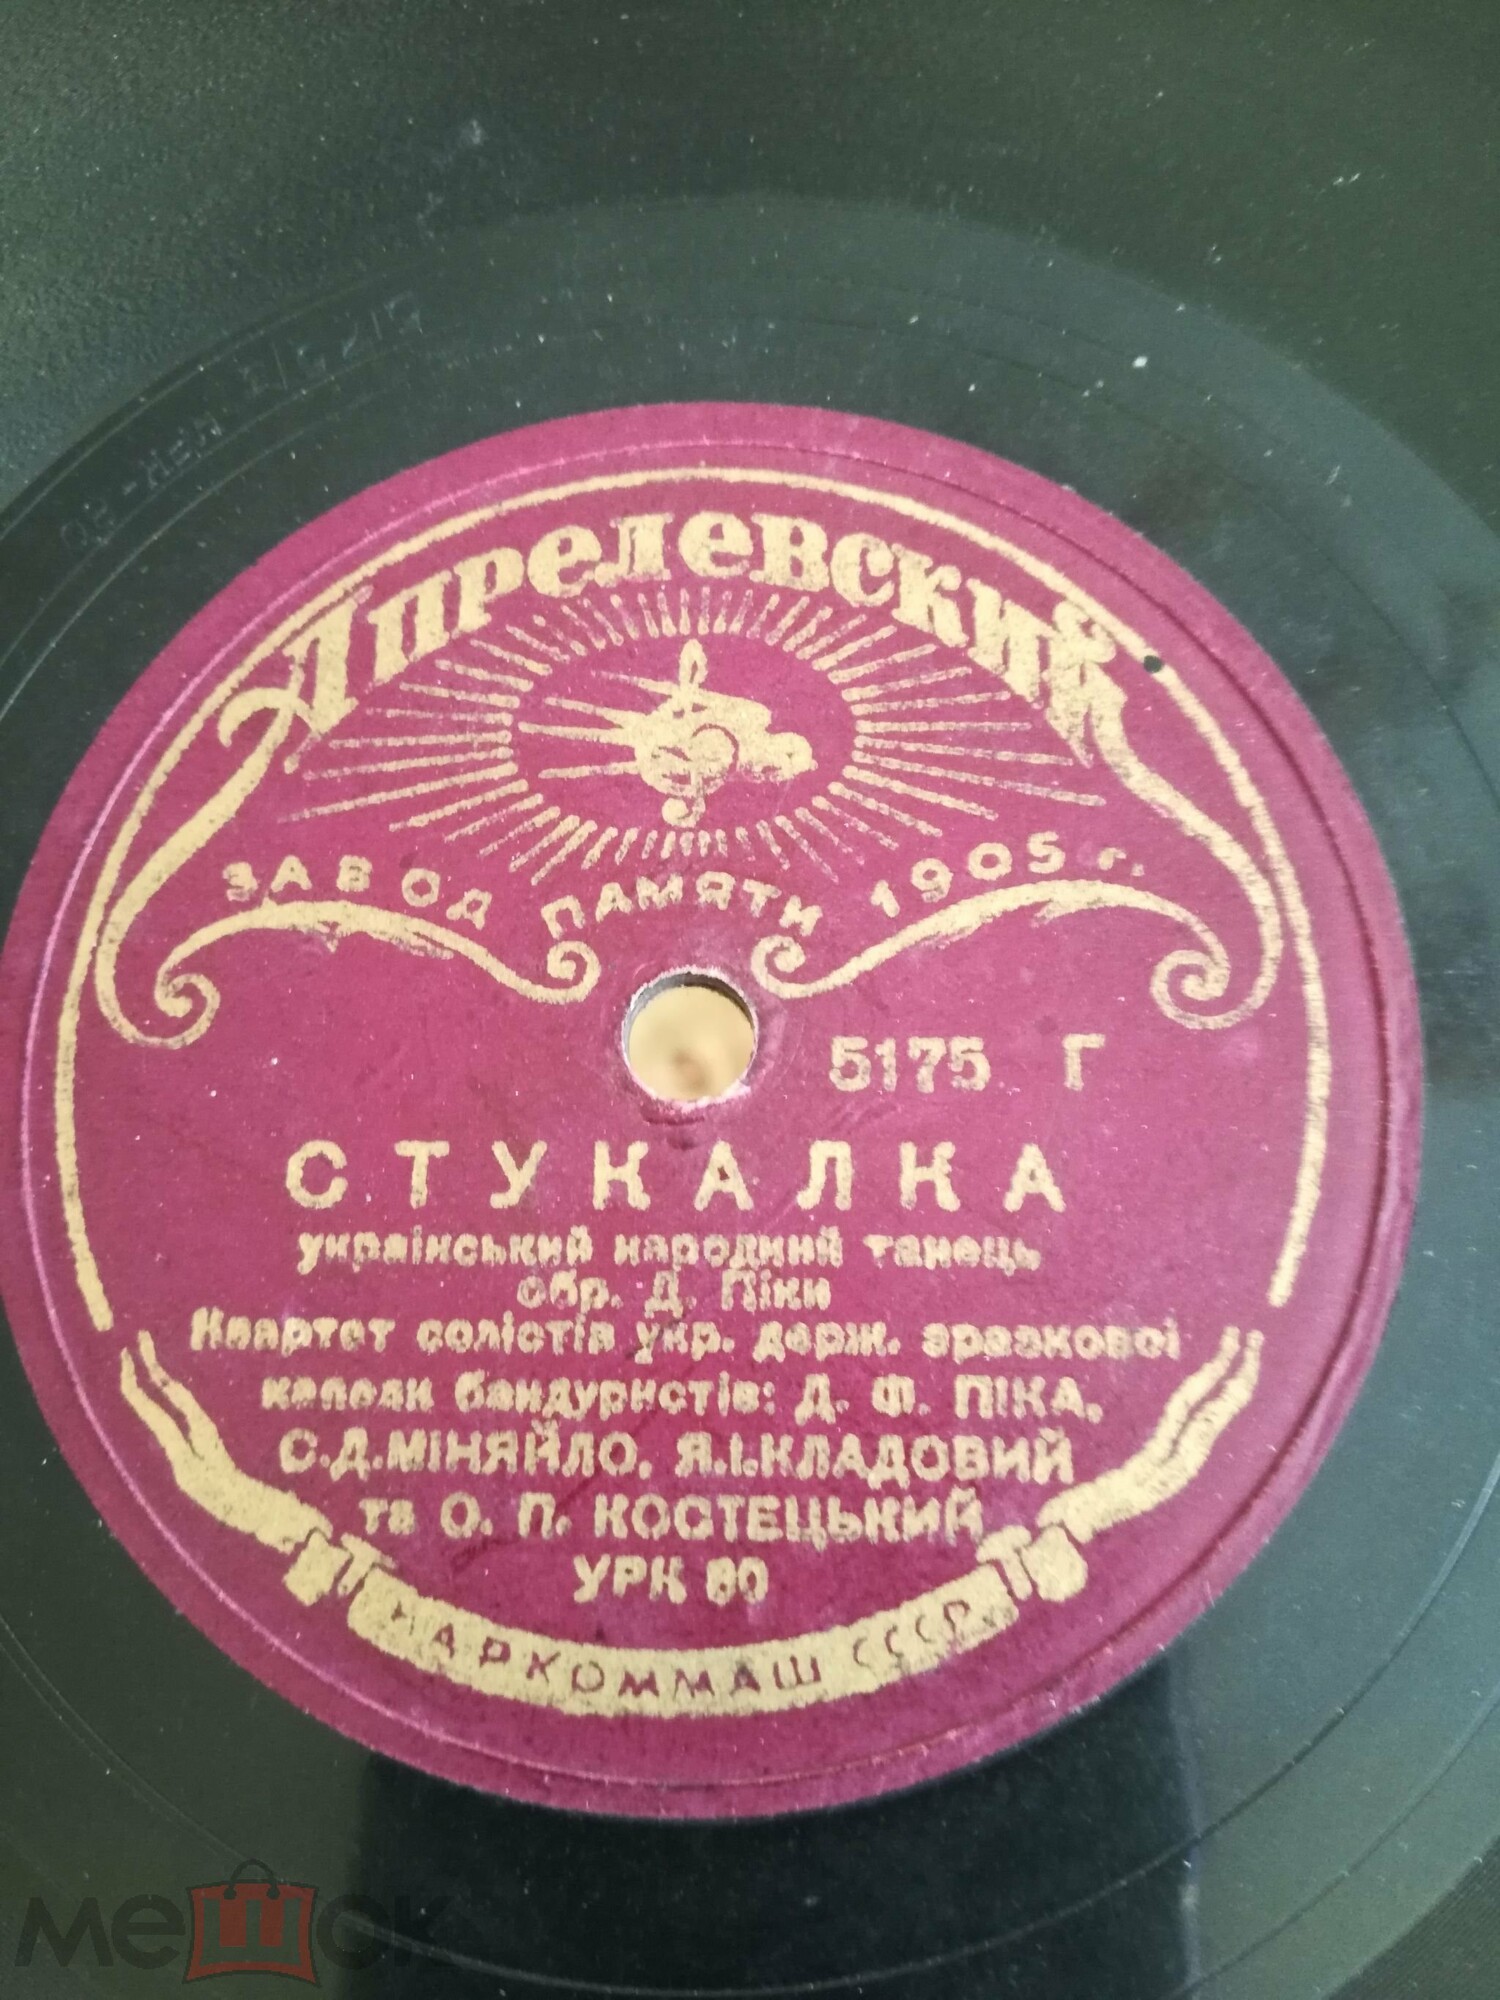 Апрелевский
ЗАВОД ПАМЯТИ 1905 г.
5175 Г
СТУКАЛКА
український народний танець
обр. Д. Піки
Квартет солістів укр. держ. зразкової
капели бандуристів: Д. Ф. ПІКА,
С.Д.МІНЯЙЛО, Я.І.КЛАДОВИЙ
та О. П. КОСТЕЦЬКИЙ
УРК 80
НАРКОММАШ СССР
мешок